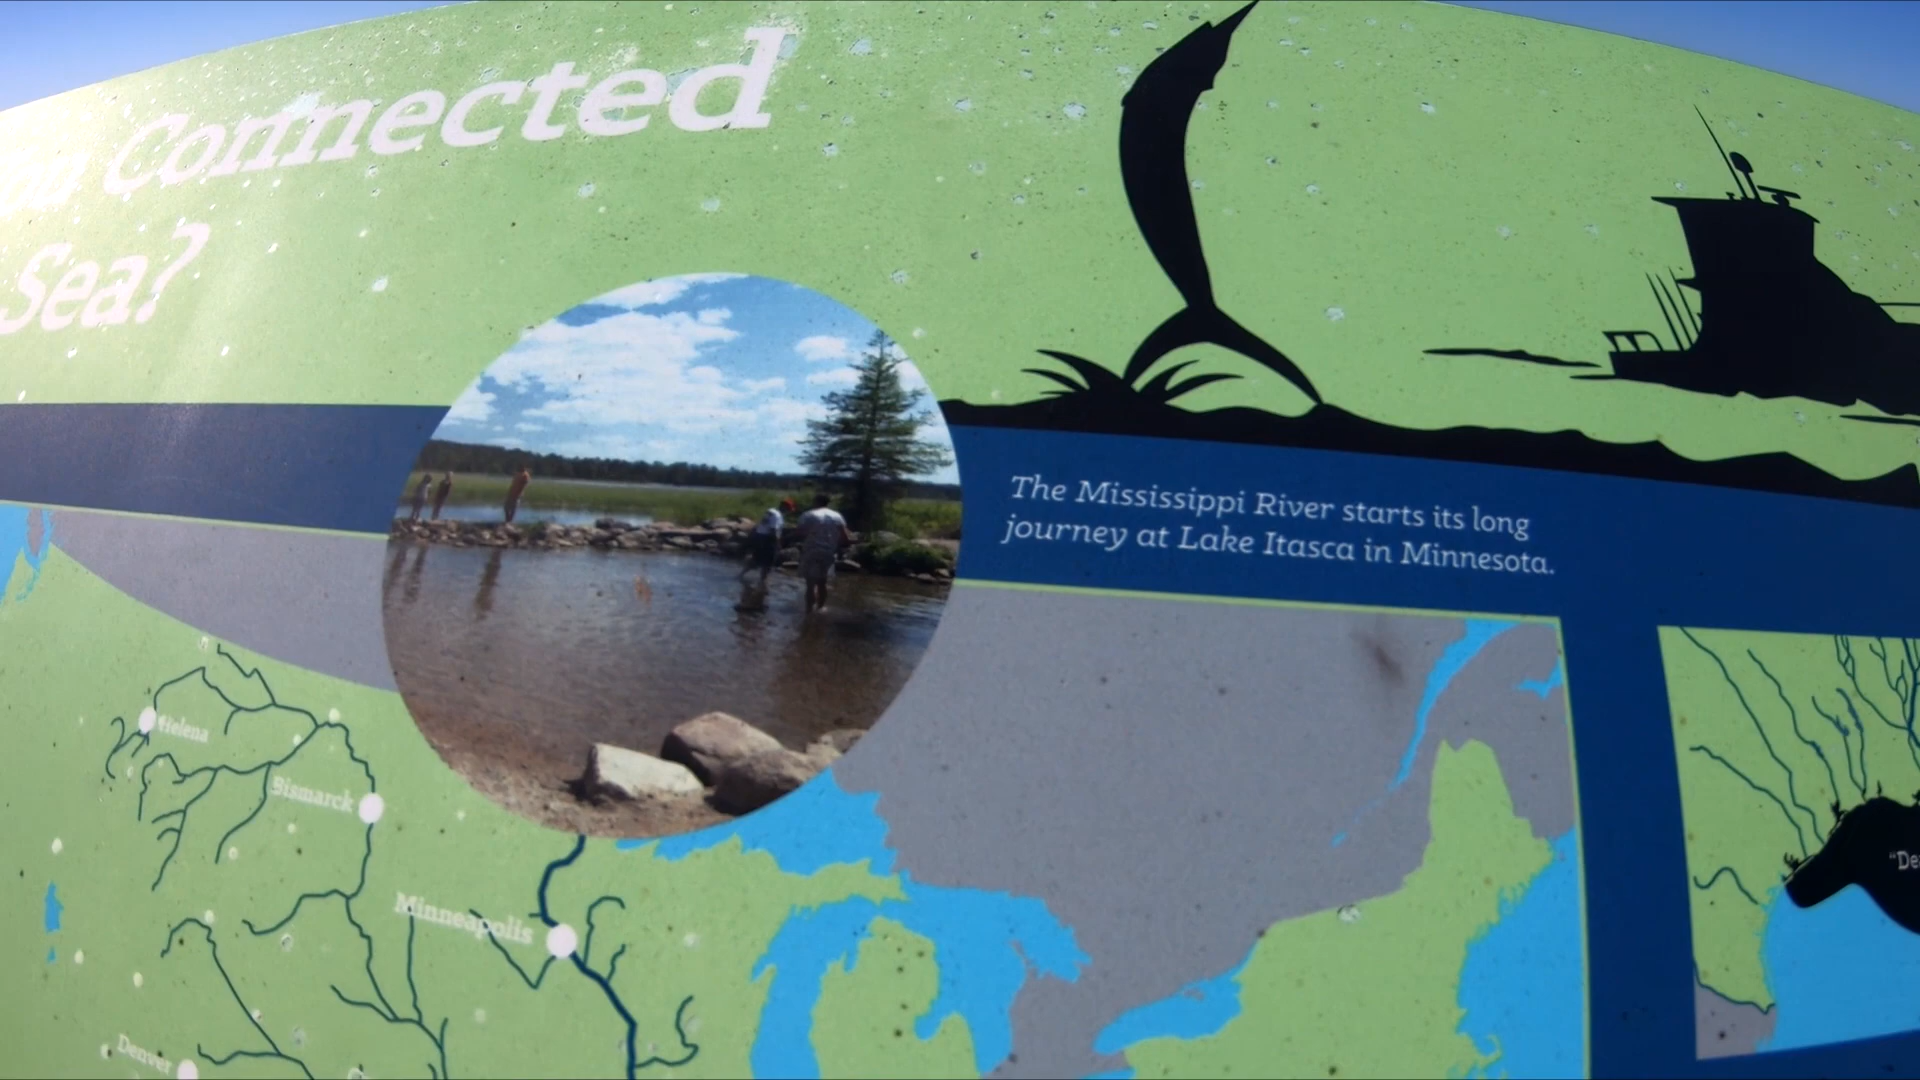 Connected
Sea?
The Mississippi River starts its long
journey at Lake Itasca in Minnesota.
Helena
Bismarck
Minneapolis
Denver